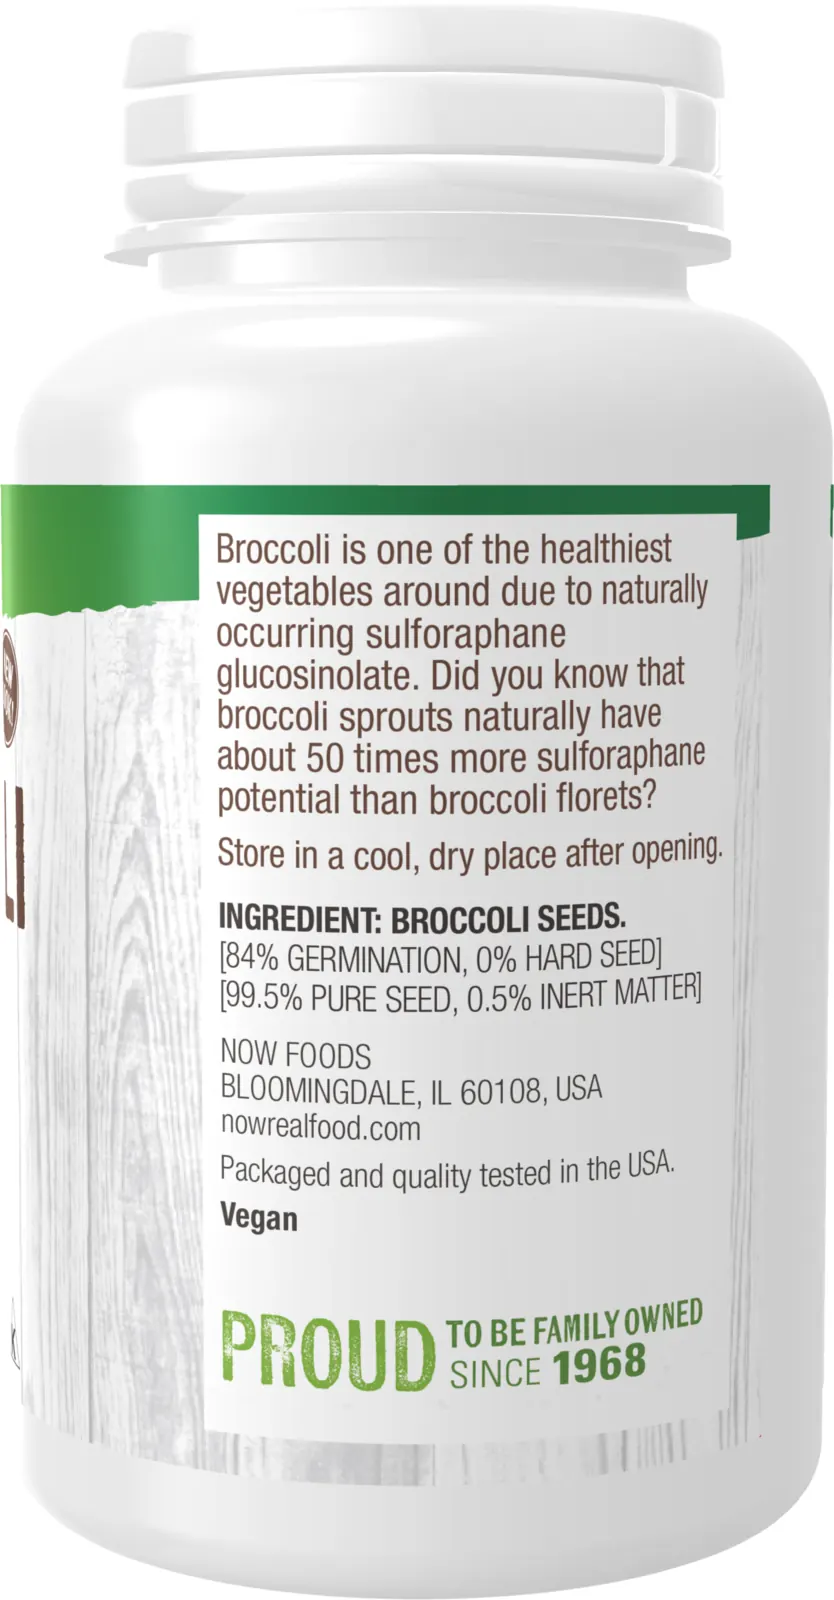 Broccoli is one of the healthiest
vegetables around due to naturally
occurring sulforaphane
glucosinolate. Did you know that
broccoli sprouts naturally have
about 50 times more sulforaphane
potential than broccoli florets?
Store in a cool, dry place after opening.
INGREDIENT: BROCCOLI SEEDS.
[84% GERMINATION, 0% HARD SEED]
[99.5% PURE SEED, 0.5% INERT MATTER]
NOW FOODS
BLOOMINGDALE, IL 60108, USA
nowrealfood.com
Packaged and quality tested in the USA.
Vegan
PROUD TO BE FAMILY OWNED
SINCE 1968
LI